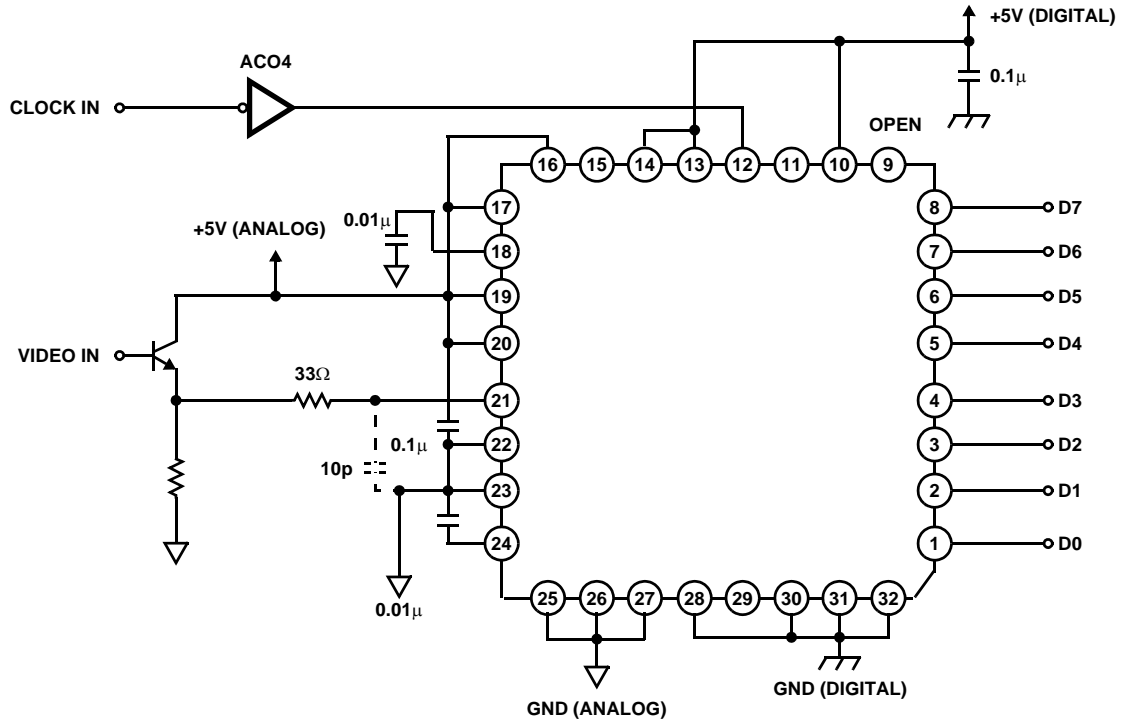 +5V (DIGITAL)
ACO4
0.1μ
CLOCK IN
OPEN
16
15
14
13
12
11
10
9
17
8
D7
0.01μ
+5V (ANALOG)
18
7
D6
19
6
D5
VIDEO IN
20
5
D4
33Ω
21
4
D3
0.1μ
22
3
D2
10p
23
2
D1
24
1
D0
0.01μ
25
26
27
28
29
30
31
32
GND (ANALOG)
GND (DIGITAL)